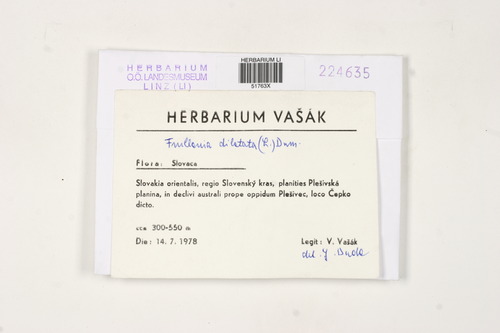 HERBARIUM
O.Ö. LANDESMUSEUM
LINZ (LI)
HERBARIUM LI
51763X
224635
HERBARIUM VAŠÁK
Frullania dilatata (L.) Dum.
Flora: Slovaca
Slovakia orientalis, regio Slovenský kras, planities Plešivská
planina, in declivi australi prope oppidum Plešivec, loco Čepko
dicto.
cca 300-550 m
Die: 14. 7. 1978
Legit: V. Vašák
det. J. Duda